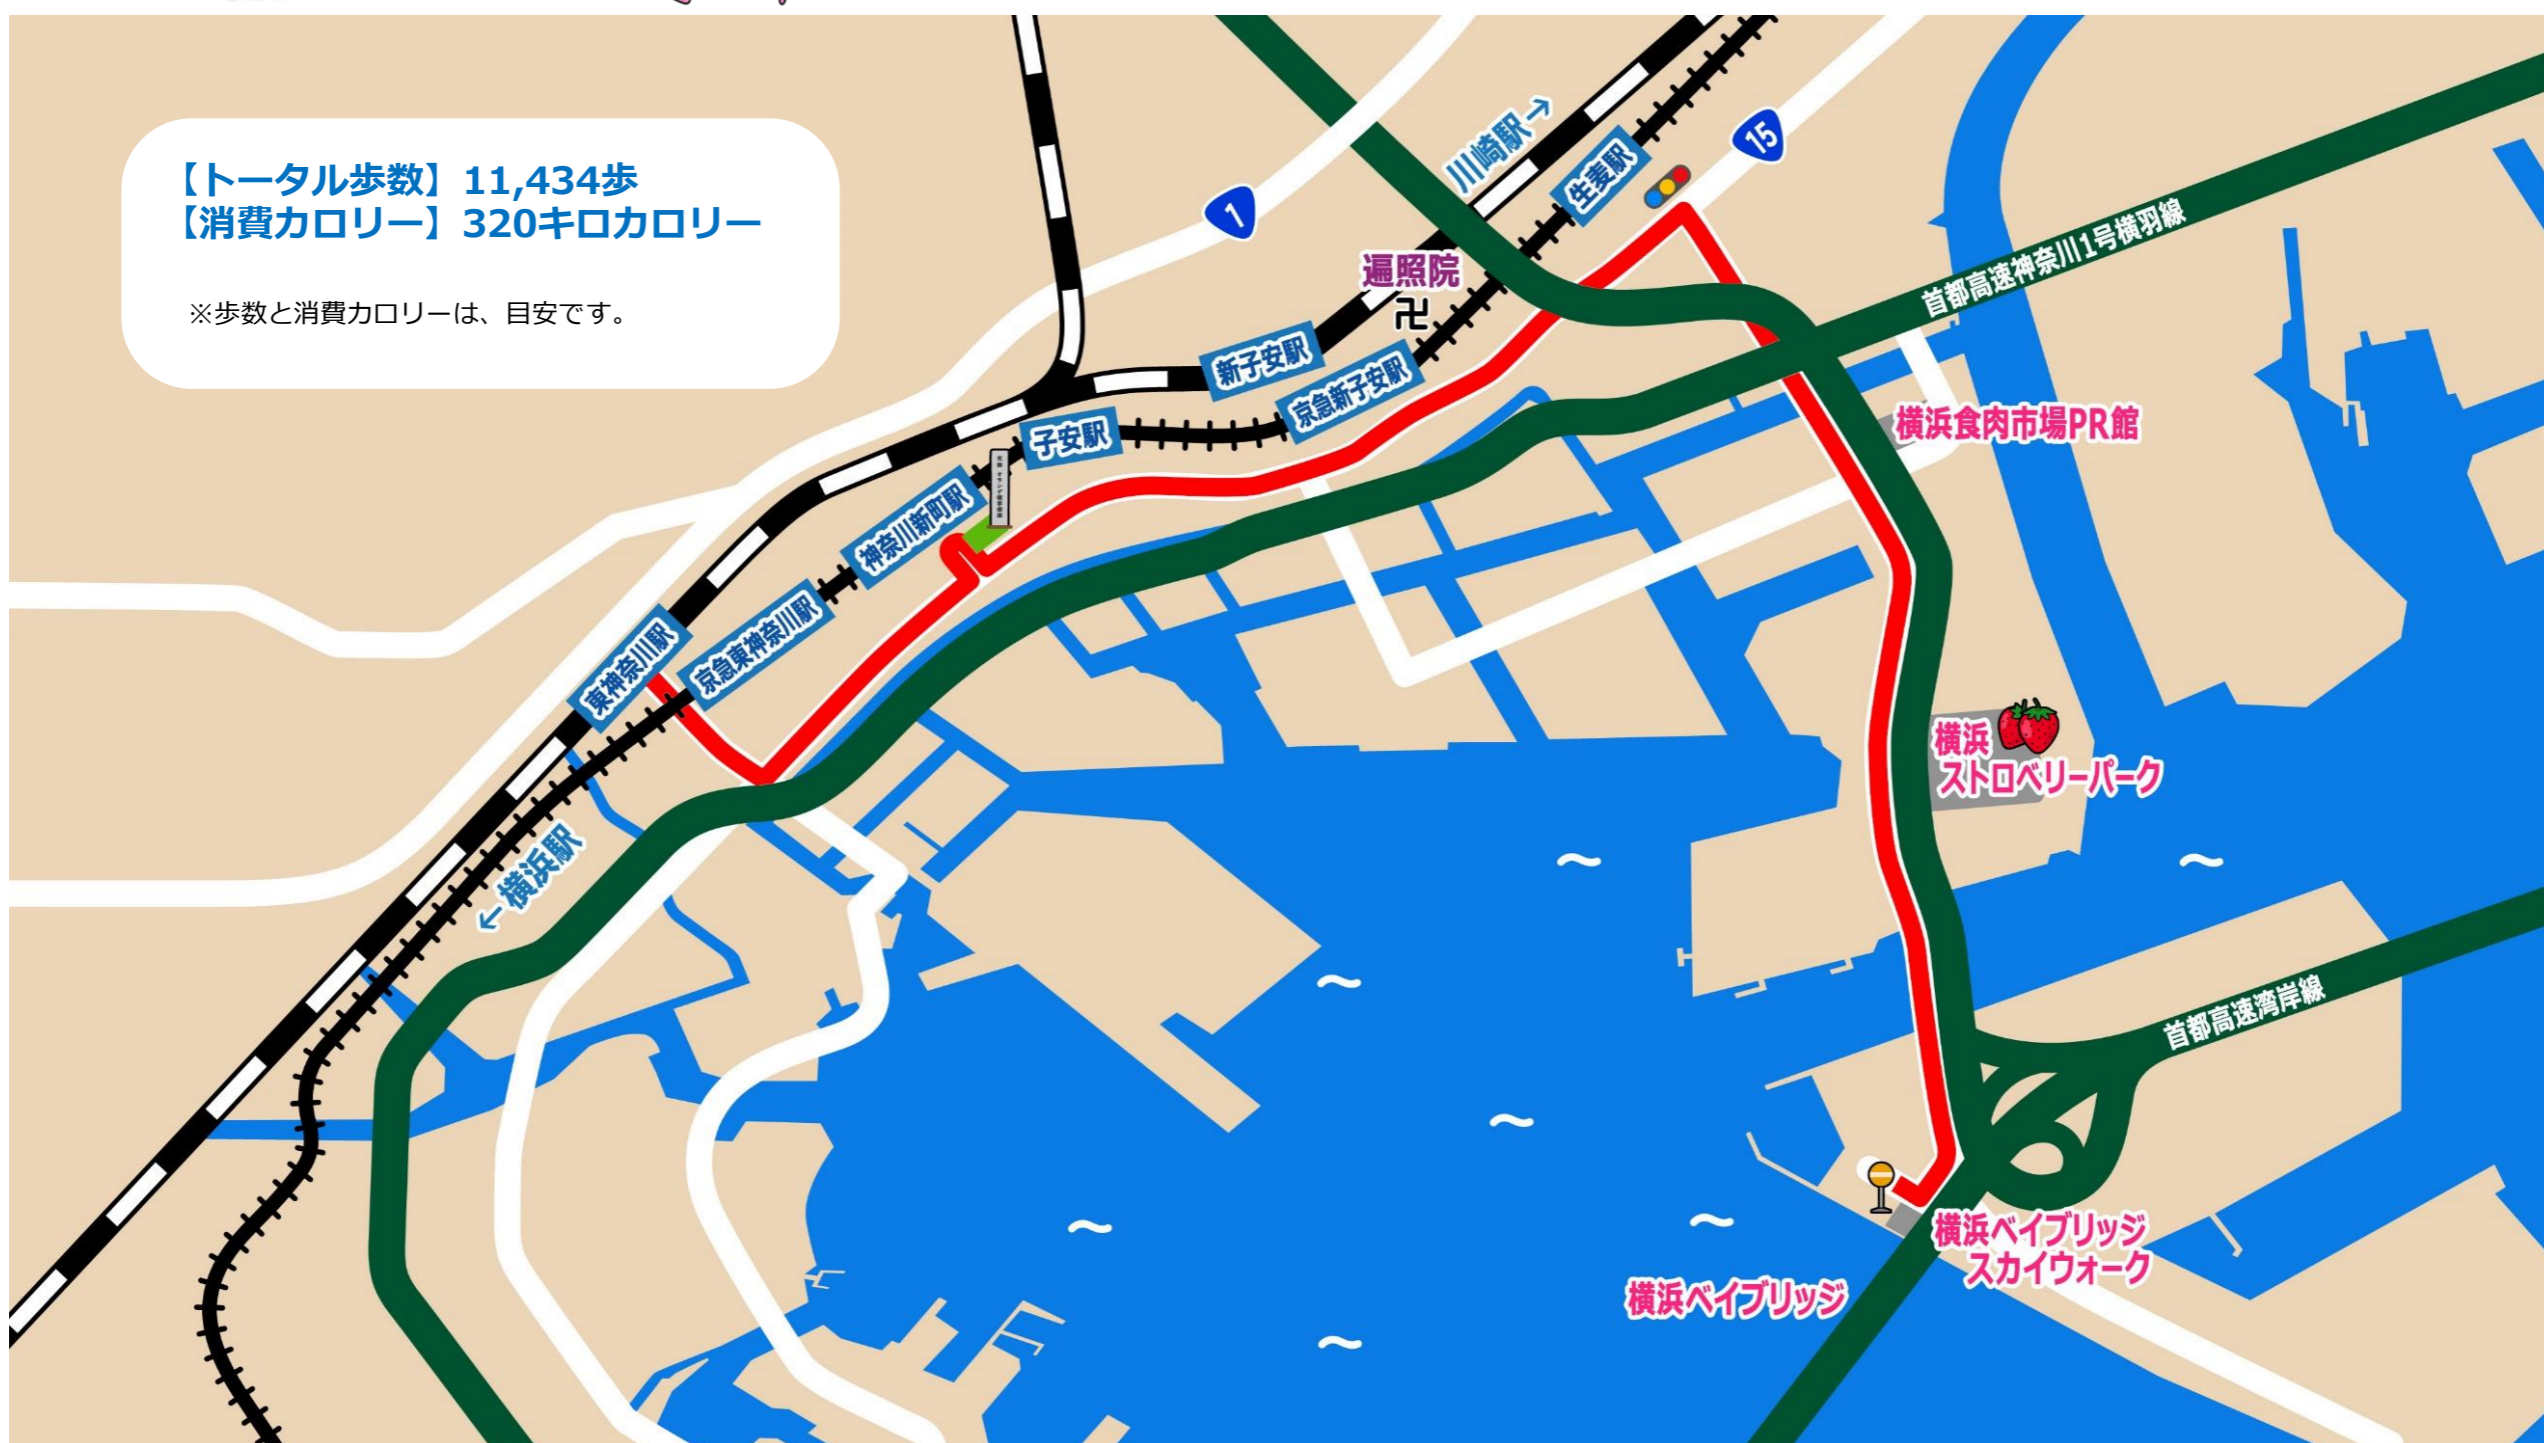 【トータル歩数】11,434歩
【消費カロリー】320キロカロリー
※歩数と消費カロリーは、目安です。
川崎駅→
生麦駅
15
1
遍照院
卍
首都高速神奈川1号横羽線
新子安駅
京急新子安駅
子安駅
横浜食肉市場PR館
神奈川新町駅
京急東神奈川駅
東神奈川駅
横浜
ストロベリーパーク
←横浜駅
首都高速湾岸線
横浜ベイブリッジ
スカイウォーク
横浜ベイブリッジ